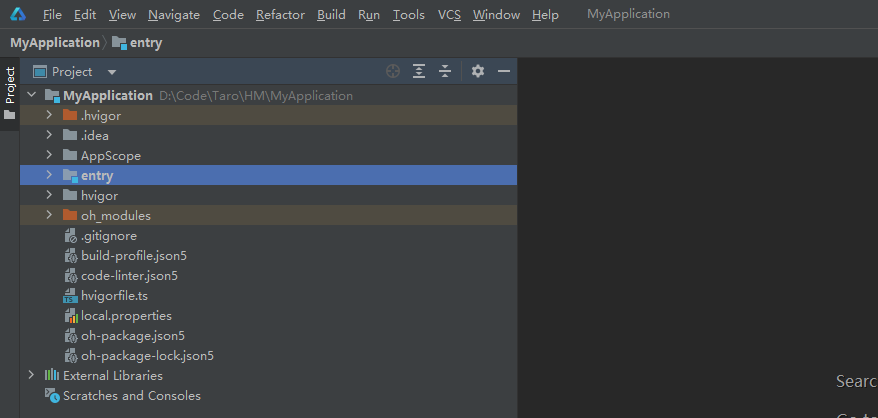 File Edit View Navigate Code Refactor Build Run Tools VCS Window Help MyApplication
MyApplication entry
Project
Project
MyApplication D:\Code\Taro\HM\MyApplication
.hvigor
.idea
AppScope
entry
hvigor
oh_modules
.gitignore
build-profile.json5
code-linter.json5
hvigorfile.ts
local.properties
oh-package.json5
oh-package-lock.json5
External Libraries
Scratches and Consoles
Searc